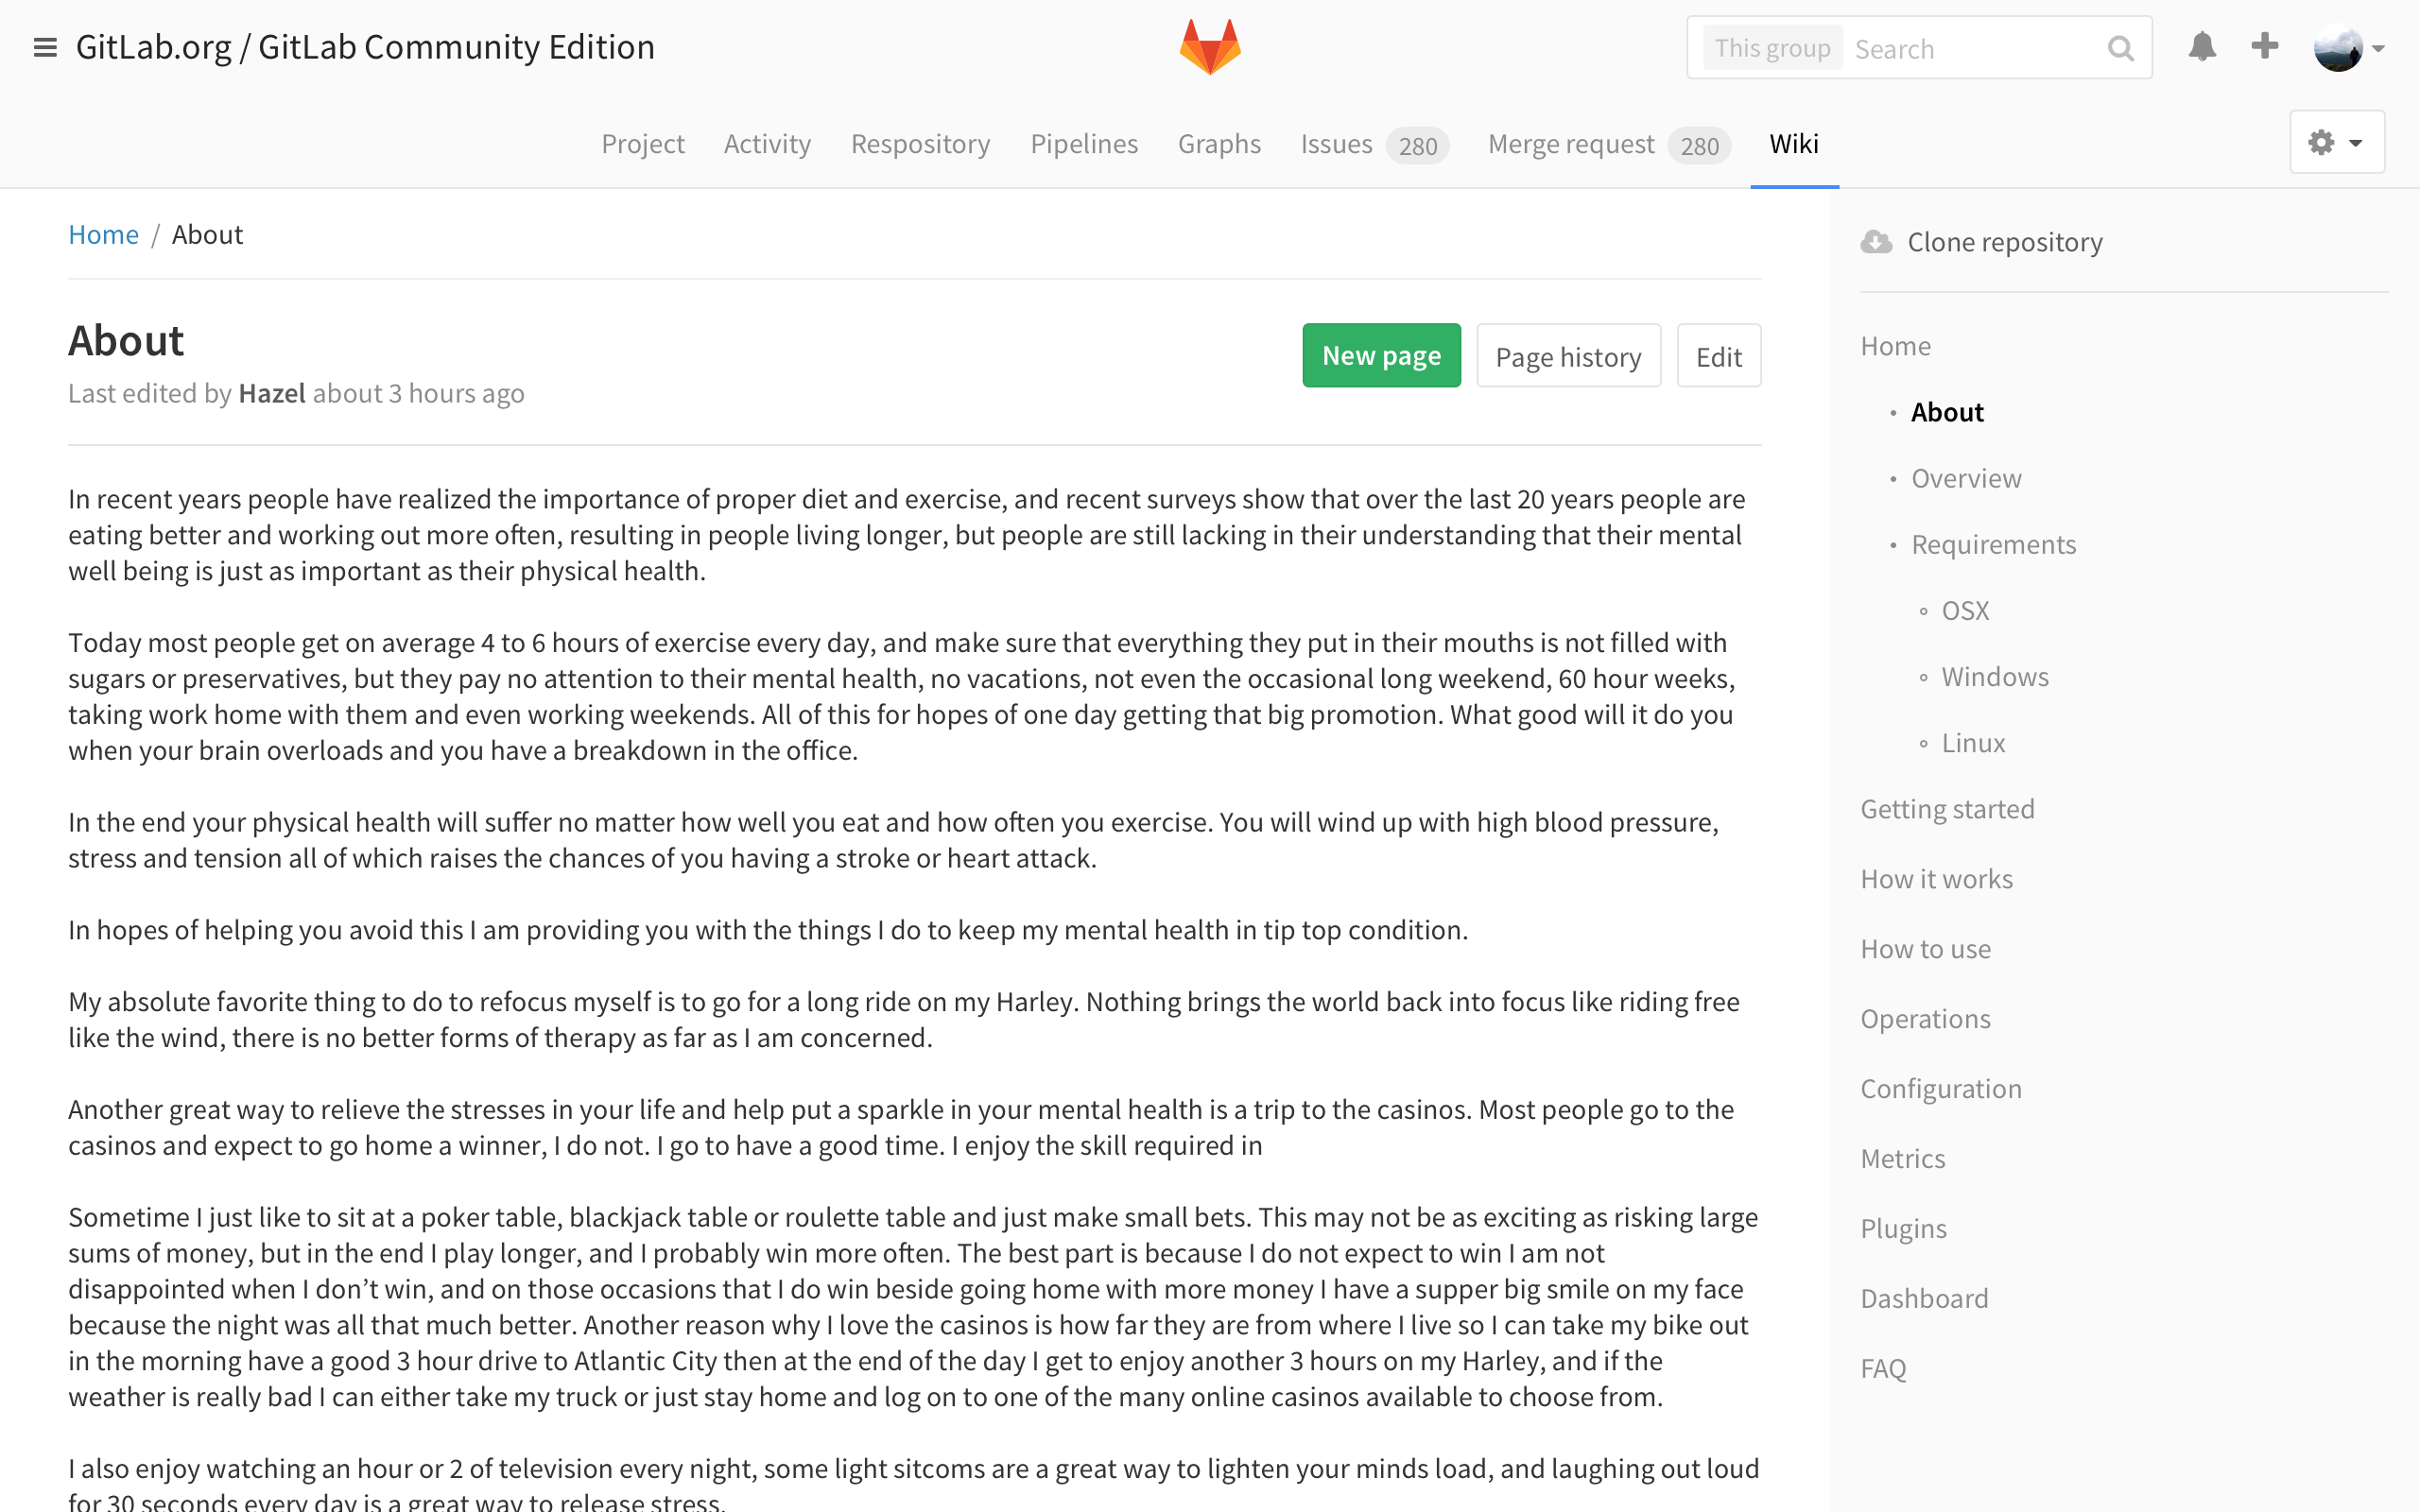 GitLab.org / GitLab Community Edition
This group Search
Project Activity Respository Pipelines Graphs Issues 280 Merge request 280 Wiki
Home / About
About
Last edited by Hazel about 3 hours ago
New page Page history Edit
In recent years people have realized the importance of proper diet and exercise, and recent surveys show that over the last 20 years people are
eating better and working out more often, resulting in people living longer, but people are still lacking in their understanding that their mental
well being is just as important as their physical health.
Today most people get on average 4 to 6 hours of exercise every day, and make sure that everything they put in their mouths is not filled with
sugars or preservatives, but they pay no attention to their mental health, no vacations, not even the occasional long weekend, 60 hour weeks,
taking work home with them and even working weekends. All of this for hopes of one day getting that big promotion. What good will it do you
when your brain overloads and you have a breakdown in the office.
In the end your physical health will suffer no matter how well you eat and how often you exercise. You will wind up with high blood pressure,
stress and tension all of which raises the chances of you having a stroke or heart attack.
In hopes of helping you avoid this I am providing you with the things I do to keep my mental health in tip top condition.
My absolute favorite thing to do to refocus myself is to go for a long ride on my Harley. Nothing brings the world back into focus like riding free
like the wind, there is no better forms of therapy as far as I am concerned.
Another great way to relieve the stresses in your life and help put a sparkle in your mental health is a trip to the casinos. Most people go to the
casinos and expect to go home a winner, I do not. I go to have a good time. I enjoy the skill required in
Sometime I just like to sit at a poker table, blackjack table or roulette table and just make small bets. This may not be as exciting as risking large
sums of money, but in the end I play longer, and I probably win more often. The best part is because I do not expect to win I am not
disappointed when I don’t win, and on those occasions that I do win beside going home with more money I have a supper big smile on my face
because the night was all that much better. Another reason why I love the casinos is how far they are from where I live so I can take my bike out
in the morning have a good 3 hour drive to Atlantic City then at the end of the day I get to enjoy another 3 hours on my Harley, and if the
weather is really bad I can either take my truck or just stay home and log on to one of the many online casinos available to choose from.
I also enjoy watching an hour or 2 of television every night, some light sitcoms are a great way to lighten your minds load, and laughing out loud
for 30 seconds every day is a great way to release stress.
Clone repository
Home
• About
• Overview
• Requirements
◦ OSX
◦ Windows
◦ Linux
Getting started
How it works
How to use
Operations
Configuration
Metrics
Plugins
Dashboard
FAQ